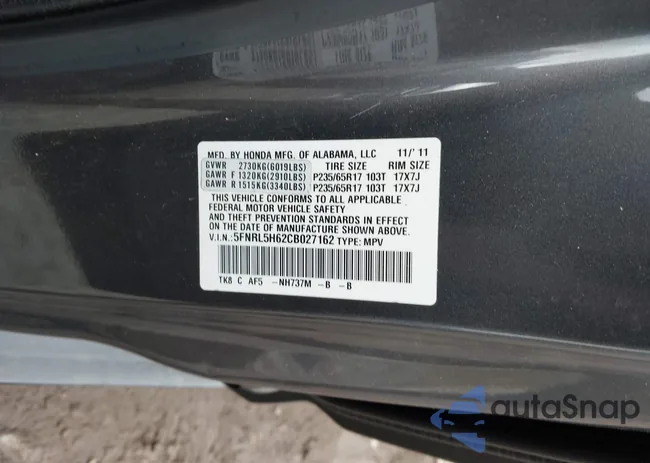 MFD. BY HONDA MFG. OF ALABAMA, LLC 11/'11
GVWR 2730KG(6019LBS) TIRE SIZE RIM SIZE
GAWR F 1320KG(2910LBS) P235/65R17 103T 17X7J
GAWR R 1515KG(3340LBS) P235/65R17 103T 17X7J
THIS VEHICLE CONFORMS TO ALL APPLICABLE
FEDERAL MOTOR VEHICLE SAFETY
AND THEFT PREVENTION STANDARDS IN EFFECT
ON THE DATE OF MANUFACTURE SHOWN ABOVE.
V.I.N.:5FNRL5H62CB027162 TYPE: MPV
TK8 C AF5 -NH737M -B -B
autoSnap